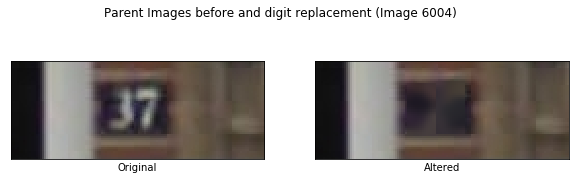 Parent Images before and digit replacement (Image 6004)
37
Original
Altered